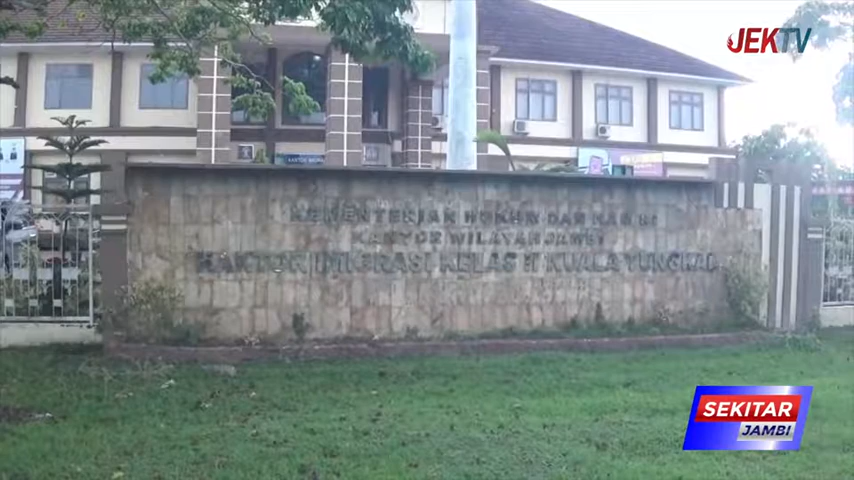 JEKTV
KEMENTERIAN HUKUM DAN HAM RI
KANTOR WILAYAH JAMBI
KANTOR IMIGRASI KELAS II KUALA TUNGKAL
SEKITAR
JAMBI